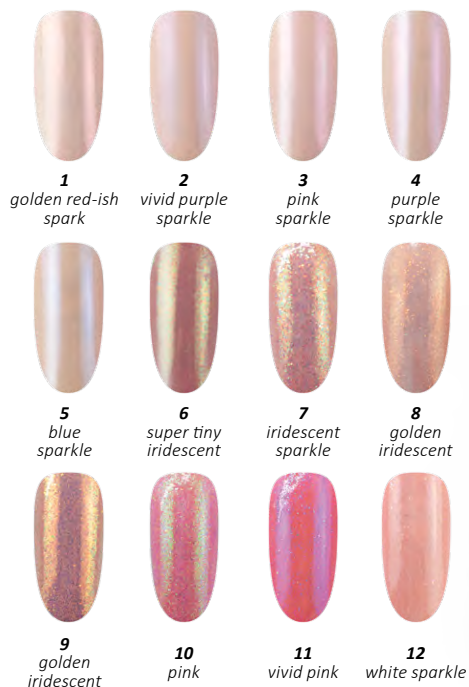 1
golden red-ish
spark
2
vivid purple
sparkle
3
pink
sparkle
4
purple
sparkle
5
blue
sparkle
6
super tiny
iridescent
7
iridescent
sparkle
8
golden
iridescent
9
golden
iridescent
10
pink
11
vivid pink
12
white sparkle